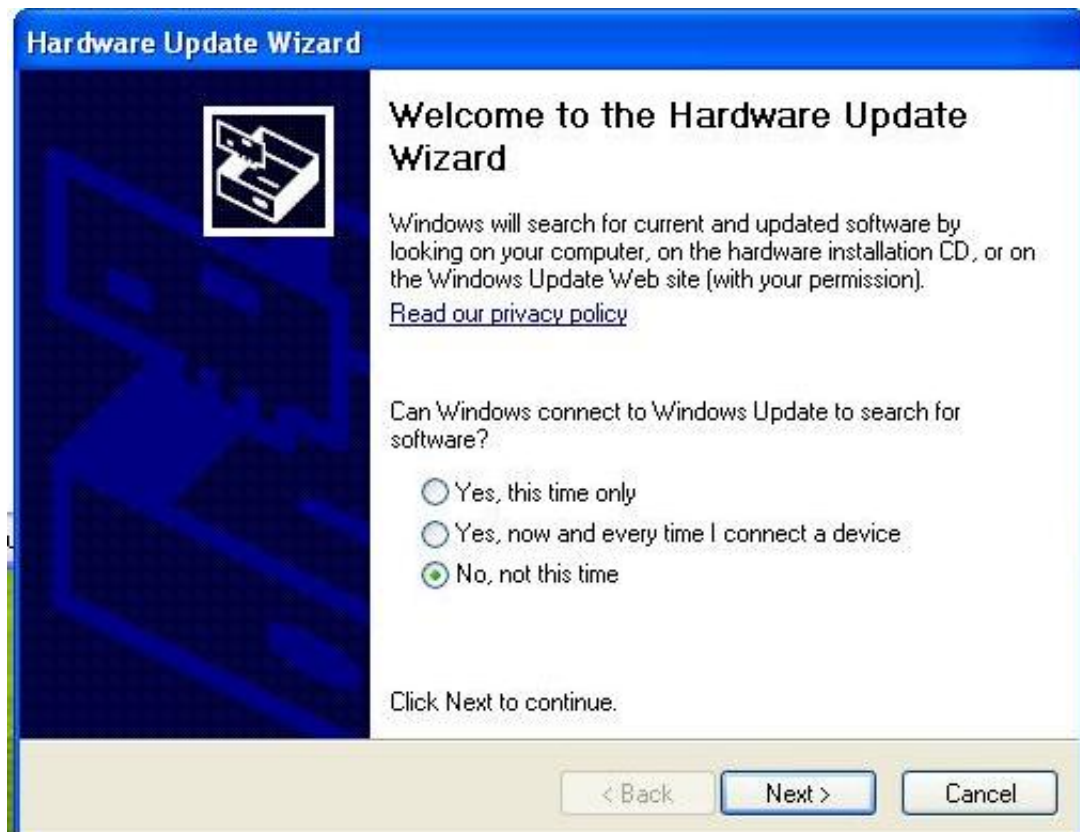 Hardware Update Wizard
Welcome to the Hardware Update
Wizard
Windows will search for current and updated software by
looking on your computer, on the hardware installation CD, or on
the Windows Update Web site (with your permission).
Read our privacy policy
Can Windows connect to Windows Update to search for
software?
Yes, this time only
Yes, now and every time I connect a device
No, not this time
Click Next to continue.
< Back
Next >
Cancel